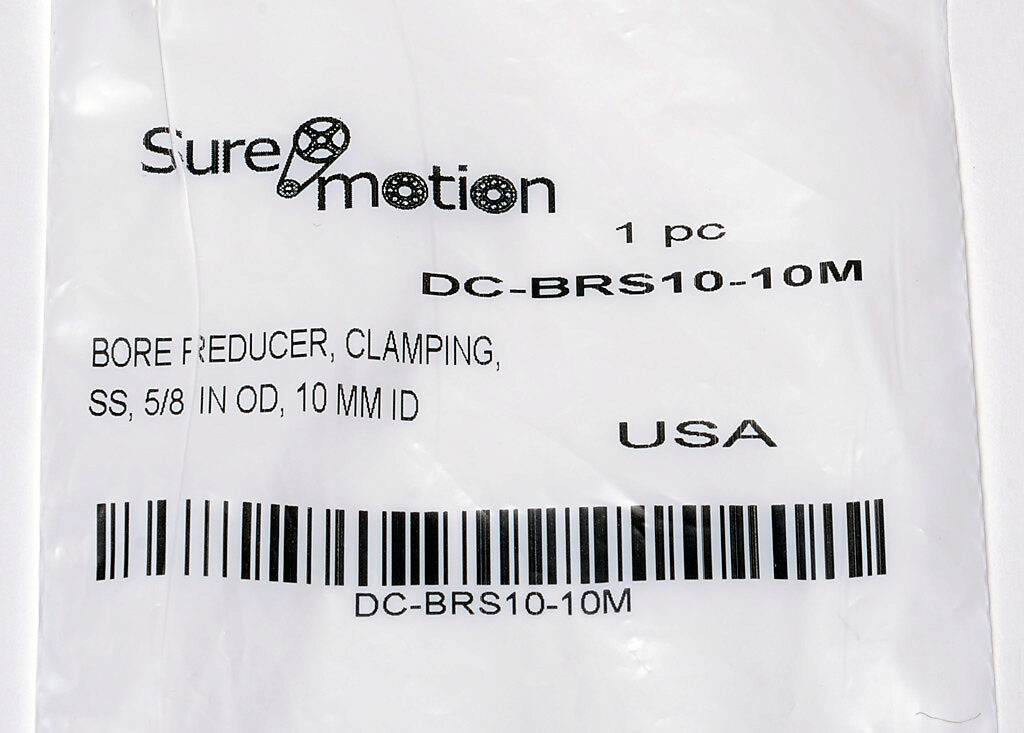 Sure motion
1 pc
DC-BRS10-10M
BORE REDUCER, CLAMPING,
SS, 5/8 IN OD, 10 MM ID
USA
DC-BRS10-10M